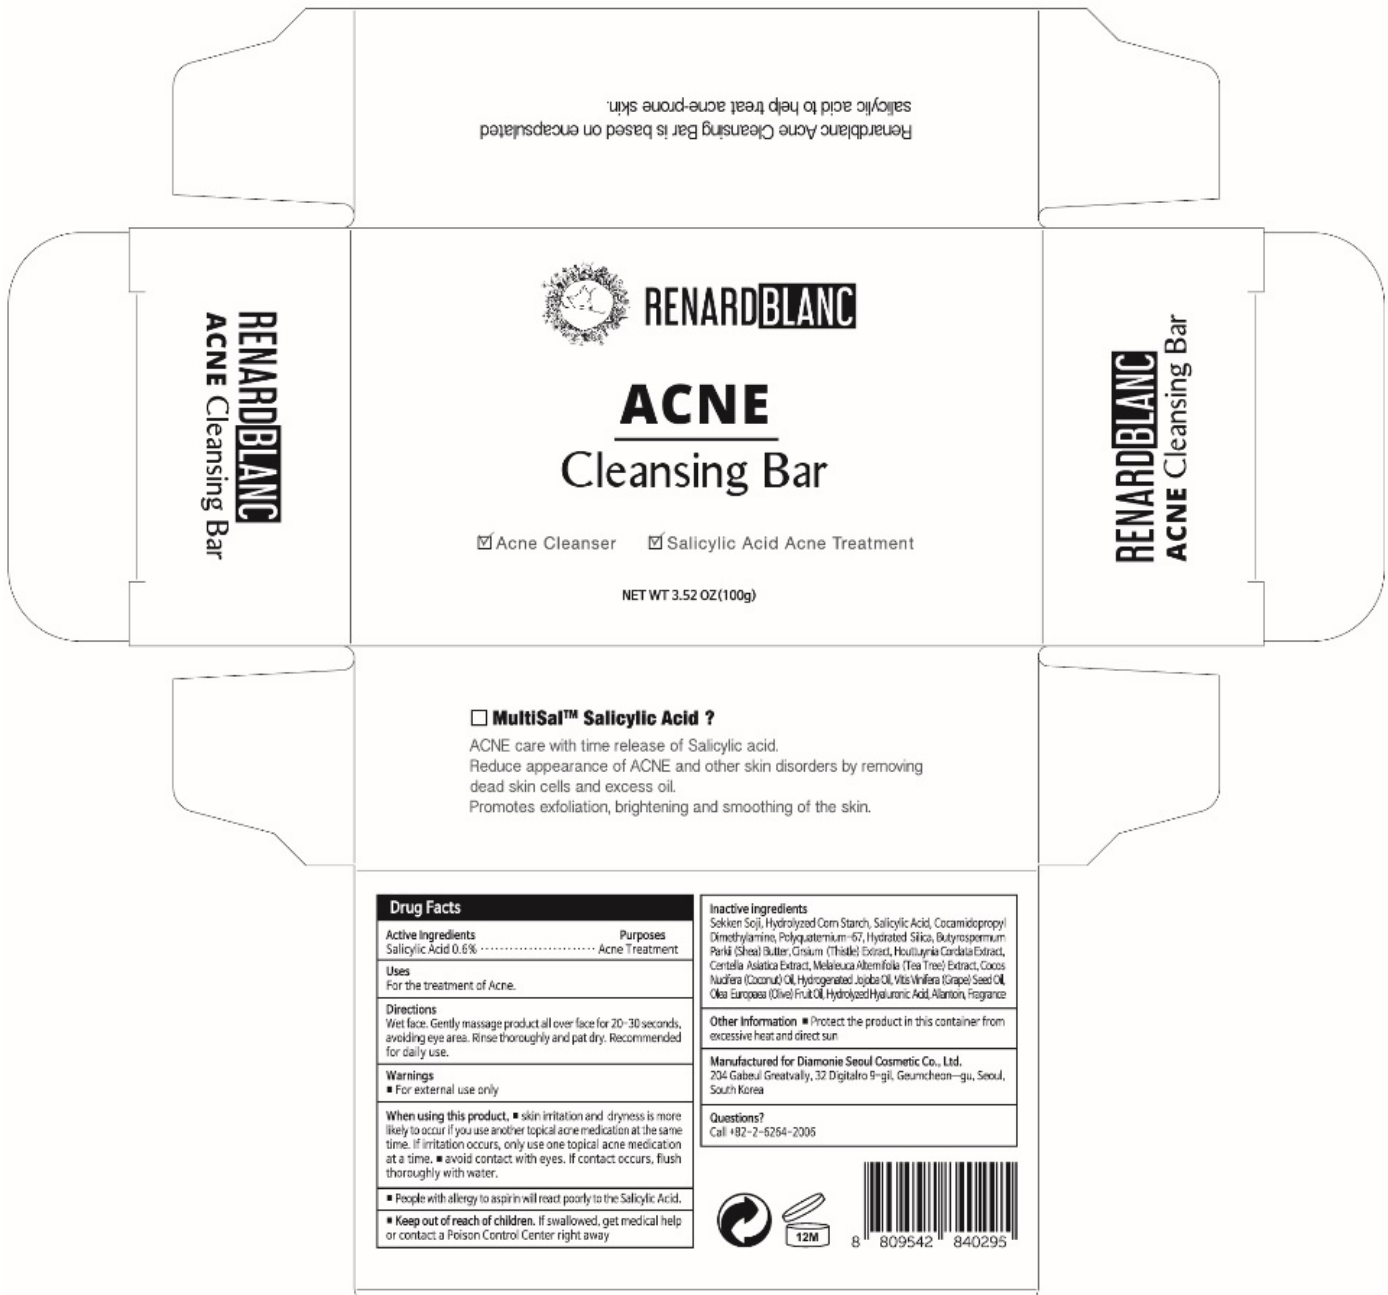 Renardblanc Acne Cleansing Bar is based on encapsulated
salicylic acid to help treat acne-prone skin.
RENARDBLANC
ACNE Cleansing Bar
RENARDBLANC
ACNE
Cleansing Bar
Acne Cleanser Salicylic Acid Acne Treatment
NET WT 3.52 OZ(100g)
RENARDBLANC
ACNE Cleansing Bar
MultiSal™ Salicylic Acid ?
ACNE care with time release of Salicylic acid.
Reduce appearance of ACNE and other skin disorders by removing
dead skin cells and excess oil.
Promotes exfoliation, brightening and smoothing of the skin.
Drug Facts
Active Ingredients Purposes
Salicylic Acid 0.6% Acne Treatment
Uses
For the treatment of Acne.
Directions
Wet face. Gently massage product all over face for 20-30 seconds,
avoiding eye area. Rinse thoroughly and pat dry. Recommended
for daily use.
Warnings
■ For external use only
When using this product, ■ skin irritation and dryness is more
likely to occur if you use another topical acne medication at the same
time. If irritation occurs, only use one topical acne medication
at a time. ■ avoid contact with eyes. If contact occurs, flush
thoroughly with water.
■ People with allergy to aspirin will react poorly to the Salicylic Acid.
■ Keep out of reach of children. If swallowed, get medical help
or contact a Poison Control Center right away
Inactive ingredients
Sekken Soji, Hydrolyzed Corn Starch, Salicylic Acid, Cocamidopropyl
Dimethylamine, Polyquaternium-67, Hydrated Silica, Butyrospermum
Parkii (Shea) Butter, Cirsium (Thistle) Extract, Houttuynia Cordata Extract,
Centella Asiatica Extract, Melaleuca Alternifolia (Tea Tree) Extract, Cocos
Nucifera (Coconut) Oil, Hydrogenated Jojoba Oil, Vitis Vinifera (Grape) Seed Oil,
Olea Europaea (Olive) Fruit Oil, Hydrolyzed Hyaluronic Acid, Allantoin, Fragrance
Other Information ■ Protect the product in this container from
excessive heat and direct sun
Manufactured for Diamonie Seoul Cosmetic Co., Ltd.
204 Gabeul Greatvally, 32 Digitalro 9-gil, Geumcheon-gu, Seoul,
South Korea
Questions?
Call +82-2-6264-2006
12M
8 809542 840295